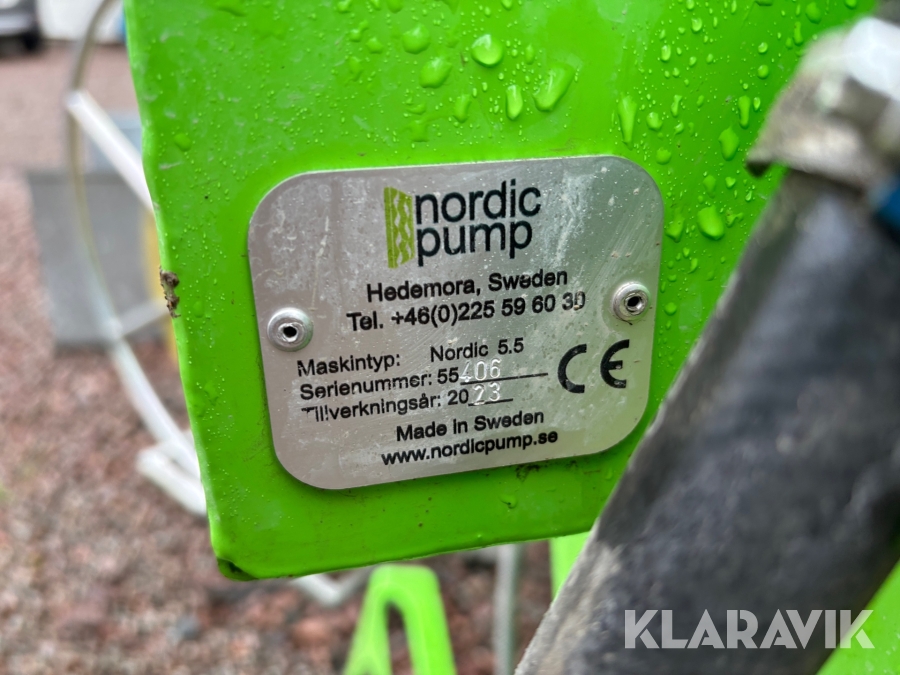 KLARAVIK
nordic
pump
Hedemora, Sweden
Tel. +46(0)225 59 60 30
Maskintyp: Nordic 5.5
Serienummer: 55406
Tillverkningsår: 2023
CE
Made in Sweden
www.nordicpump.se
KLARAVIK